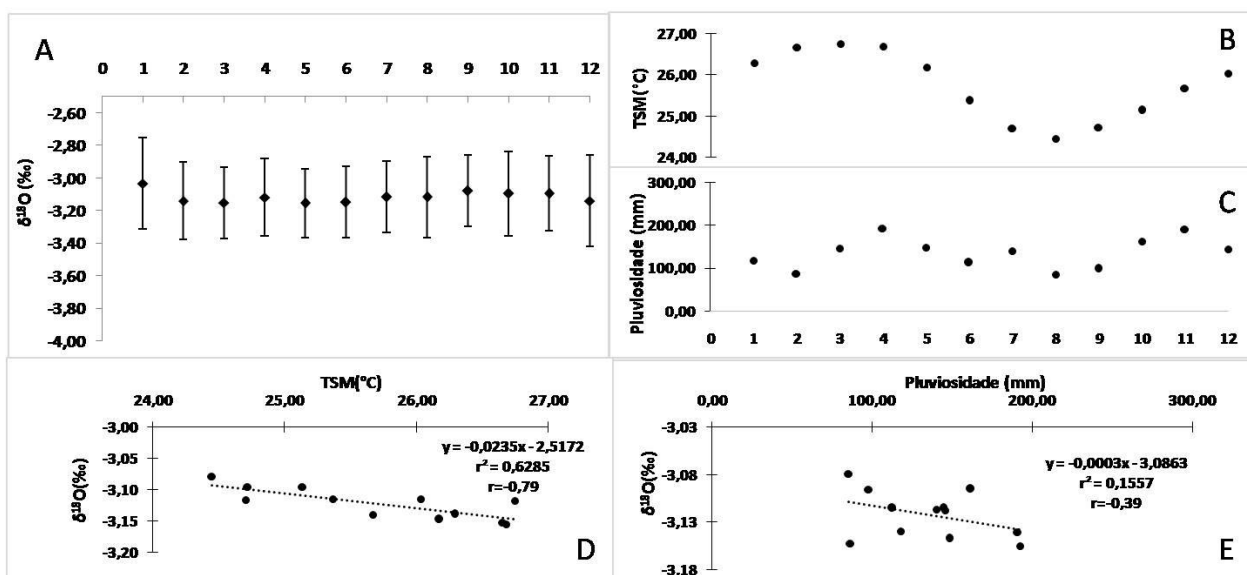 A
0 1 2 3 4 5 6 7 8 9 10 11 12
-2,60
-2,80
-3,00
-3,20
-3,40
-3,60
-3,80
-4,00
δ¹⁸O (‰)
B
27,00
26,00
25,00
24,00
TSM(°C)
C
300,00
200,00
100,00
0,00
Pluviosidade (mm)
0 1 2 3 4 5 6 7 8 9 10 11 12
TSM(°C)
24,00 25,00 26,00 27,00
-3,00
-3,05
-3,10
-3,15
-3,20
δ¹⁸O(‰)
y = -0,0235x - 2,5172
r² = 0,6285
r=-0,79
D
Pluviosidade (mm)
0,00 100,00 200,00 300,00
-3,03
-3,08
-3,13
-3,18
δ¹⁸O(‰)
y = -0,0003x - 3,0863
r² = 0,1557
r=-0,39
E